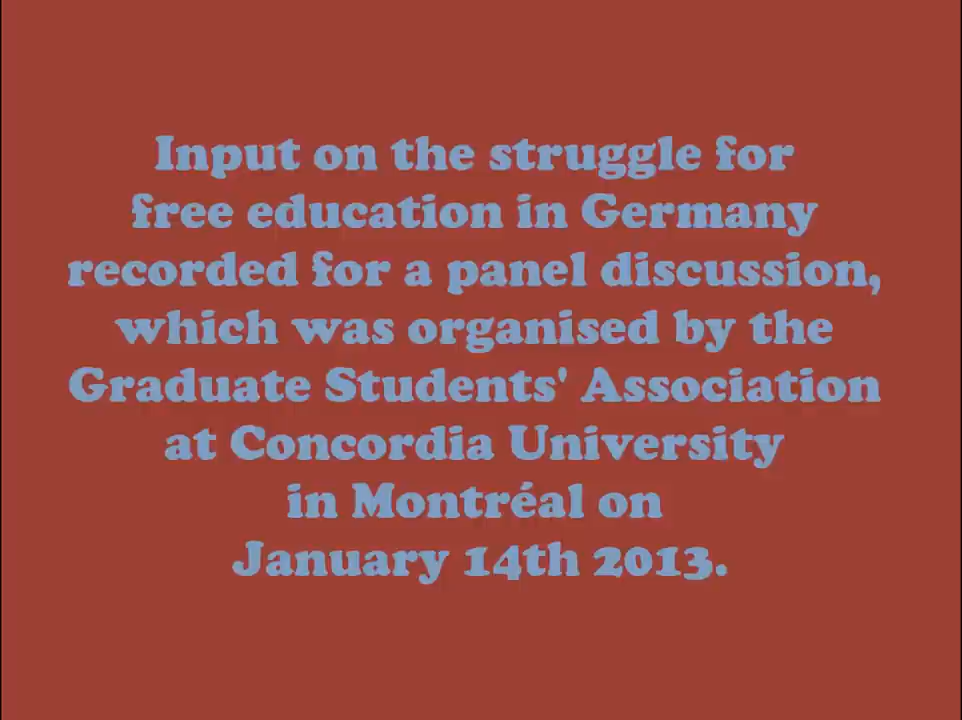 Input on the struggle for
free education in Germany
recorded for a panel discussion,
which was organised by the
Graduate Students' Association
at Concordia University
in Montréal on
January 14th 2013.